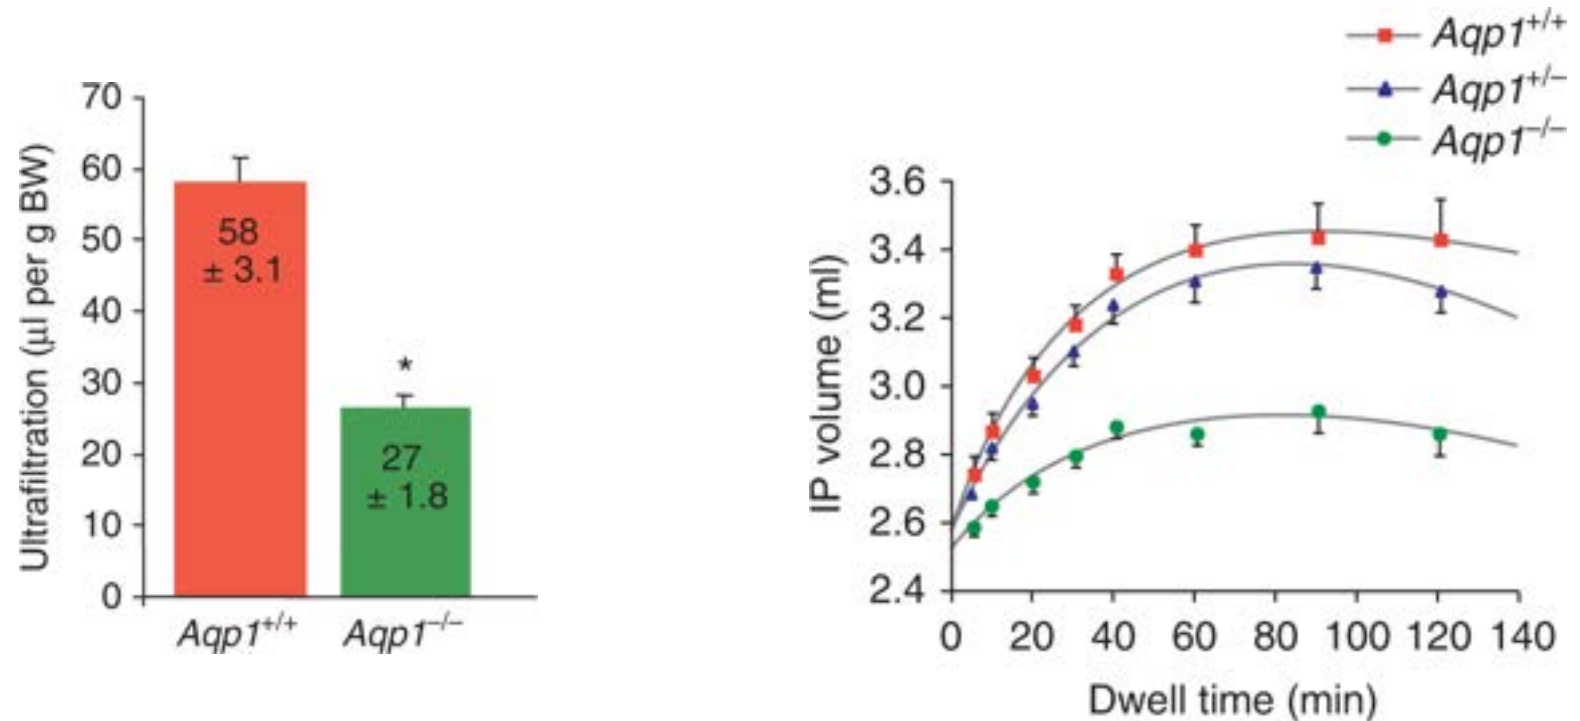 Ultrafiltration (µl per g BW)
70
60
50
40
30
20
10
0
58
± 3.1
*
27
± 1.8
Aqp1+/+
Aqp1–/–
Aqp1+/+
Aqp1+/–
Aqp1–/–
IP volume (ml)
3.6
3.4
3.2
3.0
2.8
2.6
2.4
0 20 40 60 80 100 120 140
Dwell time (min)